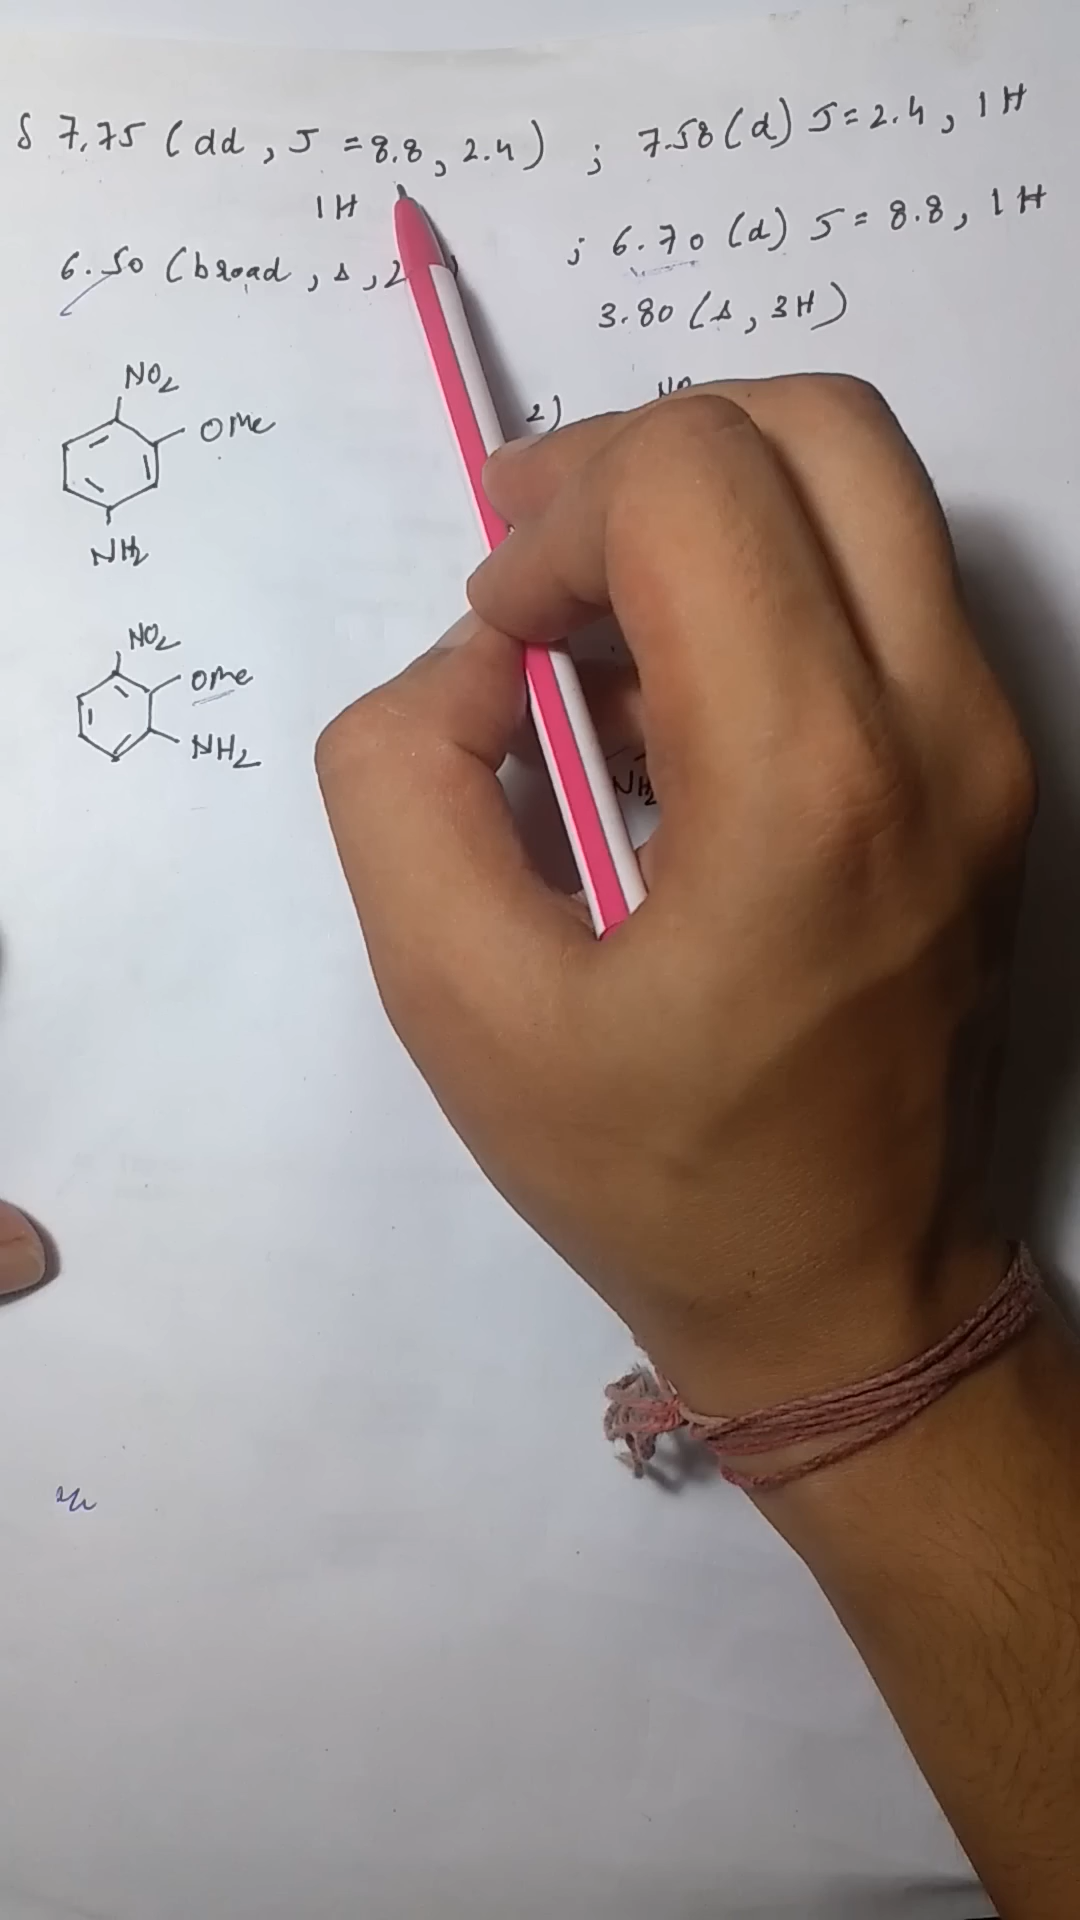 δ 7.75 (dd, J = 8.8, 2.4) ; 7.58 (d) J = 2.4, 1H
1H
; 6.70 (d) J = 8.8, 1H
6.50 (broad, s, 2
3.80 (s, 3H)
NO2
OMe
NH2
2)
NO2
OMe
NH2
NH2